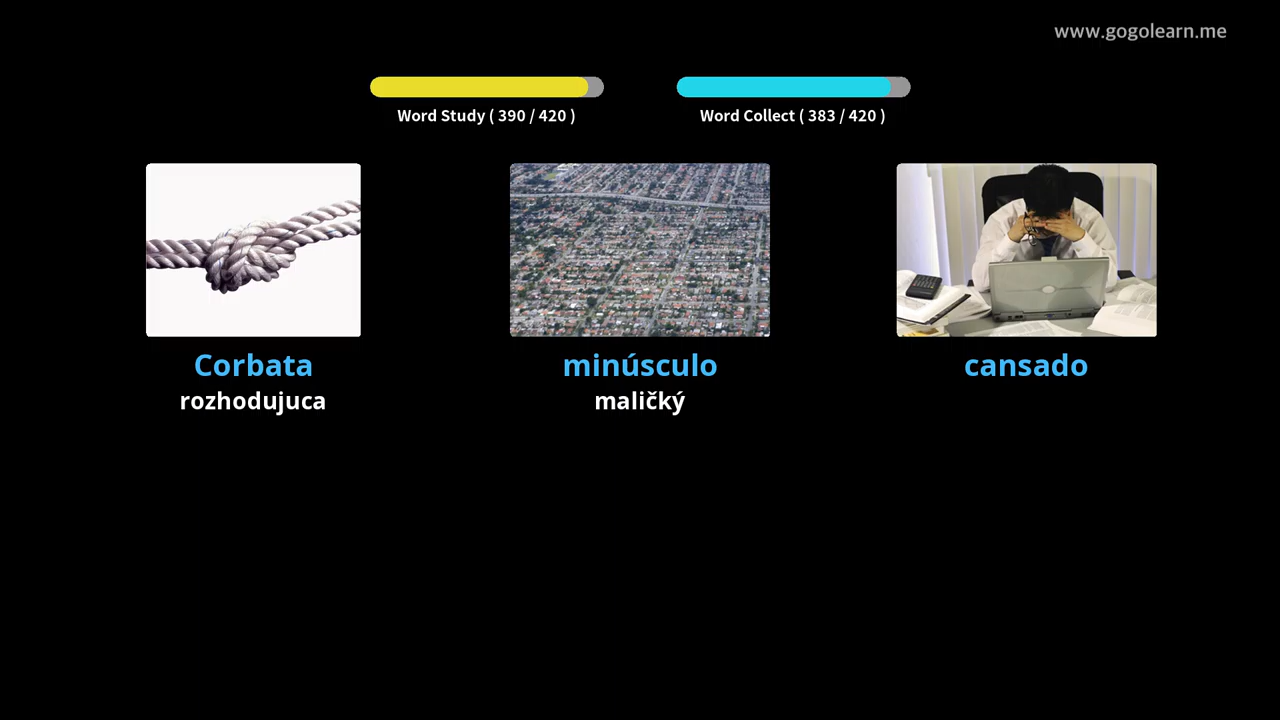 www.gogolearn.me
Word Study ( 390 / 420 )
Word Collect ( 383 / 420 )
Corbata
rozhodujuca
minúsculo
maličký
cansado